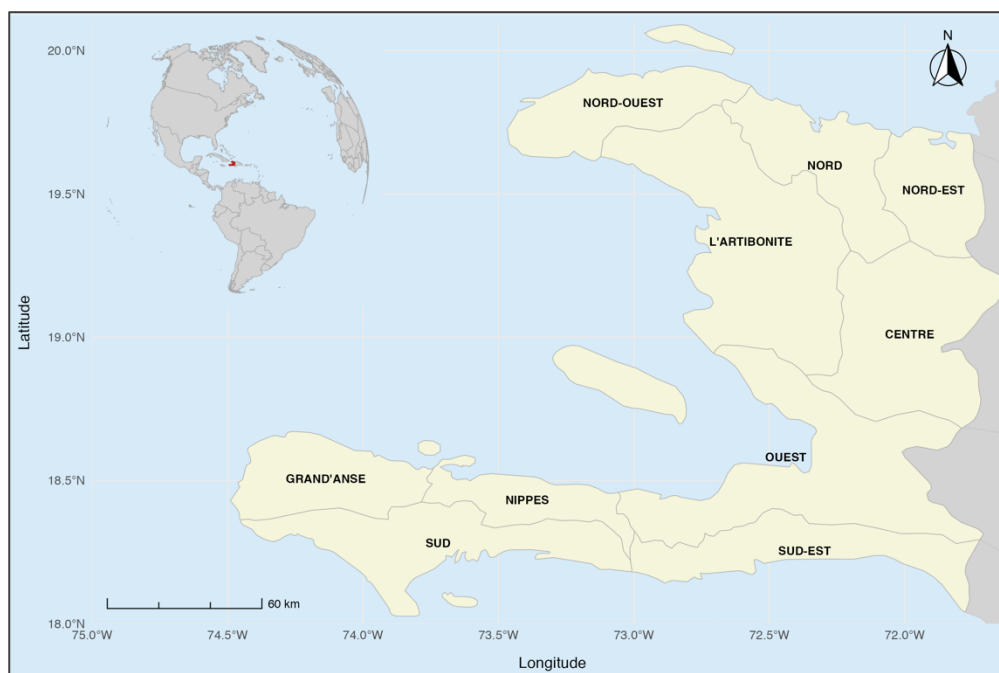 20.0°N
N
NORD-OUEST
NORD
NORD-EST
19.5°N
L'ARTIBONITE
Latitude
19.0°N
CENTRE
OUEST
GRAND'ANSE
18.5°N
NIPPES
SUD
SUD-EST
60 km
18.0°N
75.0°W 74.5°W 74.0°W 73.5°W 73.0°W 72.5°W 72.0°W
Longitude